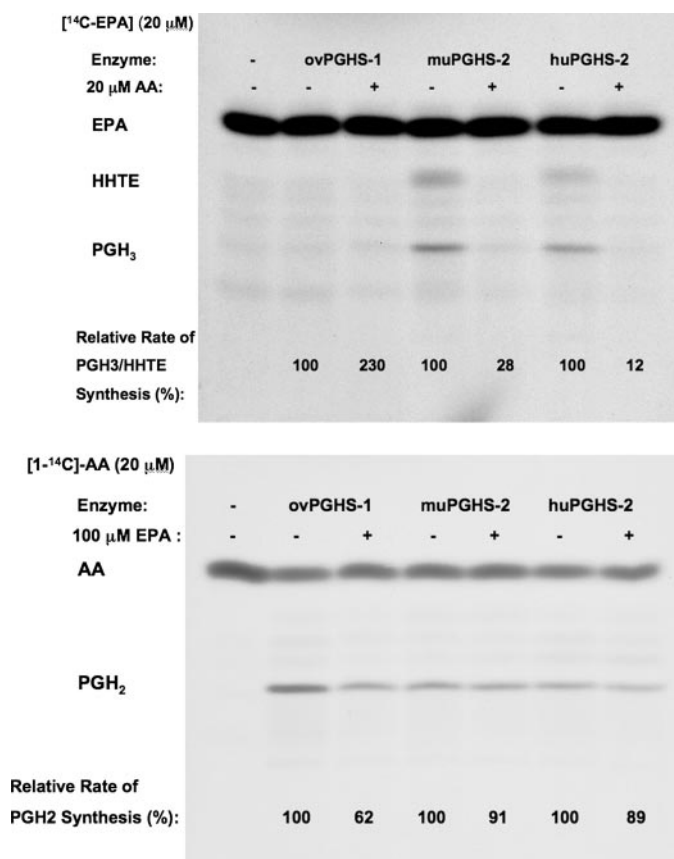 [¹⁴C-EPA] (20 μM)
Enzyme: - ovPGHS-1 muPGHS-2 huPGHS-2
20 μM AA: - - + - + - +
EPA
HHTE
PGH₃
Relative Rate of
PGH3/HHTE 100 230 100 28 100 12
Synthesis (%):
[1-¹⁴C]-AA (20 μM)
Enzyme: - ovPGHS-1 muPGHS-2 huPGHS-2
100 μM EPA : - - + - + - +
AA
PGH₂
Relative Rate of
PGH2 Synthesis (%): 100 62 100 91 100 89